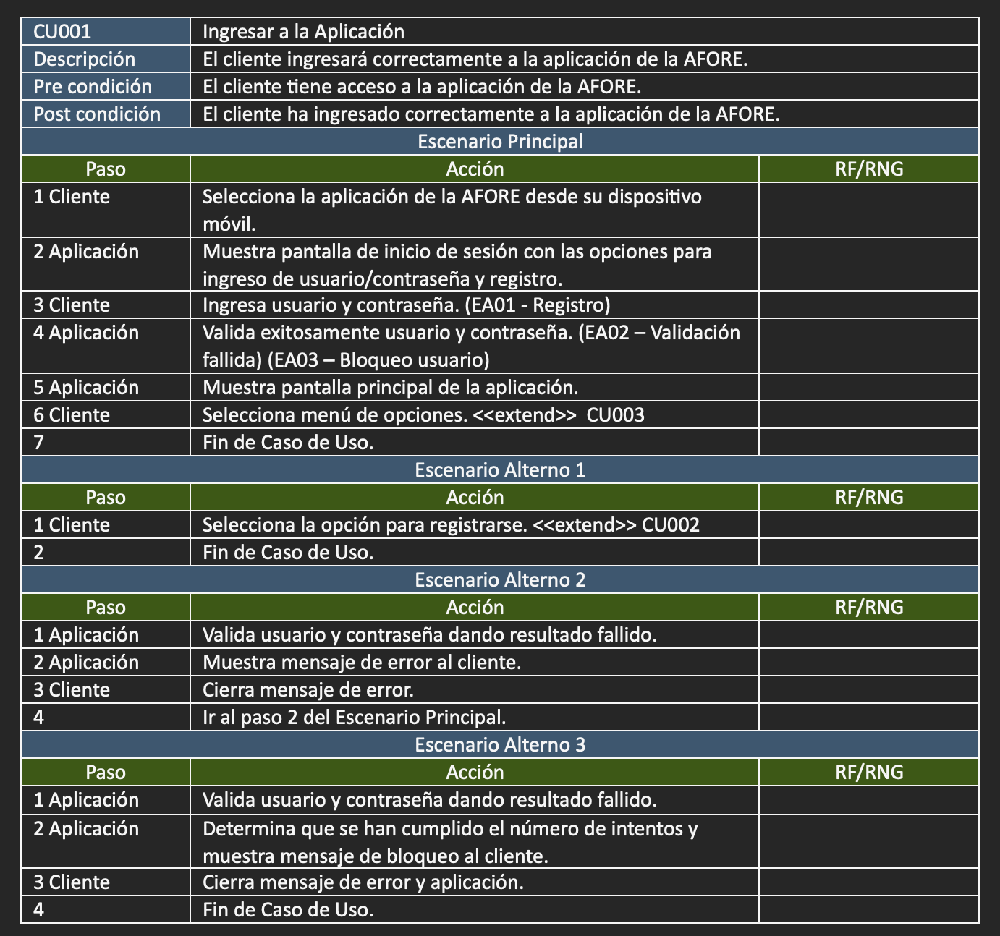 CU001 Ingresar a la Aplicación
Descripción El cliente ingresará correctamente a la aplicación de la AFORE.
Pre condición El cliente tiene acceso a la aplicación de la AFORE.
Post condición El cliente ha ingresado correctamente a la aplicación de la AFORE.
Escenario Principal
Paso Acción RF/RNG
1 Cliente Selecciona la aplicación de la AFORE desde su dispositivo
móvil.
2 Aplicación Muestra pantalla de inicio de sesión con las opciones para
ingreso de usuario/contraseña y registro.
3 Cliente Ingresa usuario y contraseña. (EA01 - Registro)
4 Aplicación Valida exitosamente usuario y contraseña. (EA02 – Validación
fallida) (EA03 – Bloqueo usuario)
5 Aplicación Muestra pantalla principal de la aplicación.
6 Cliente Selecciona menú de opciones. <<extend>> CU003
7 Fin de Caso de Uso.
Escenario Alterno 1
Paso Acción RF/RNG
1 Cliente Selecciona la opción para registrarse. <<extend>> CU002
2 Fin de Caso de Uso.
Escenario Alterno 2
Paso Acción RF/RNG
1 Aplicación Valida usuario y contraseña dando resultado fallido.
2 Aplicación Muestra mensaje de error al cliente.
3 Cliente Cierra mensaje de error.
4 Ir al paso 2 del Escenario Principal.
Escenario Alterno 3
Paso Acción RF/RNG
1 Aplicación Valida usuario y contraseña dando resultado fallido.
2 Aplicación Determina que se han cumplido el número de intentos y
muestra mensaje de bloqueo al cliente.
3 Cliente Cierra mensaje de error y aplicación.
4 Fin de Caso de Uso.